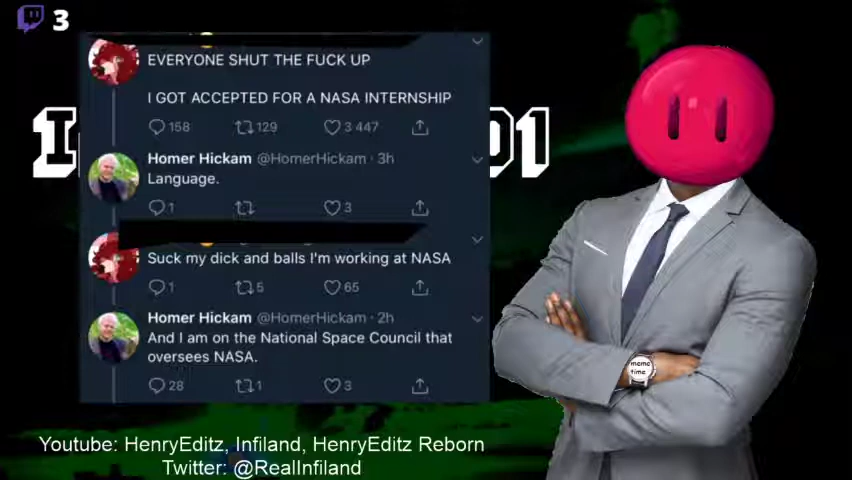 3
EVERYONE SHUT THE FUCK UP
I GOT ACCEPTED FOR A NASA INTERNSHIP
158 129 3 447
Homer Hickam @HomerHickam · 3h
Language.
1 3
Suck my dick and balls I'm working at NASA
1 5 65
Homer Hickam @HomerHickam · 2h
And I am on the National Space Council that
oversees NASA.
28 1 3
meme
time
Youtube: HenryEditz, Infiland, HenryEditz Reborn
Twitter: @RealInfiland